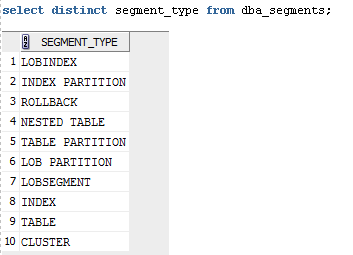 select distinct segment_type from dba_segments;
SEGMENT_TYPE
1 LOBINDEX
2 INDEX PARTITION
3 ROLLBACK
4 NESTED TABLE
5 TABLE PARTITION
6 LOB PARTITION
7 LOBSEGMENT
8 INDEX
9 TABLE
10 CLUSTER